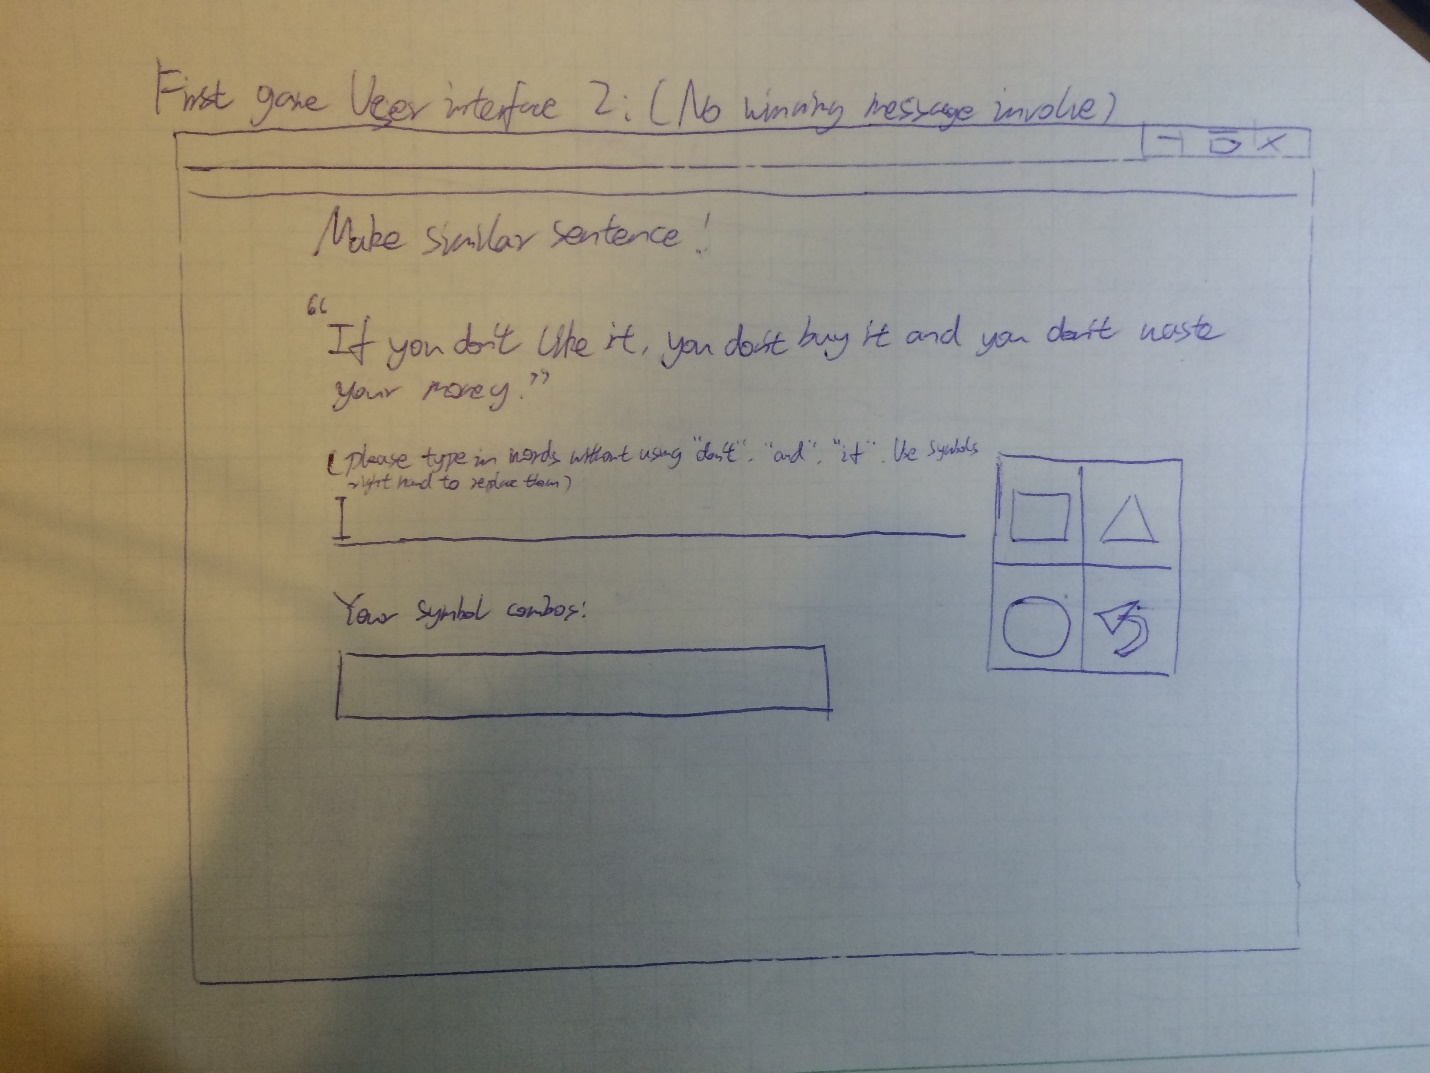 First game User interface 2: (No winning message involve)
Make similar sentence!
"If you don't like it, you don't buy it and you don't waste
your money."
(please type in words without using "don't", "and", "it". Use symbols
right hand to replace them)
Your symbol combos: